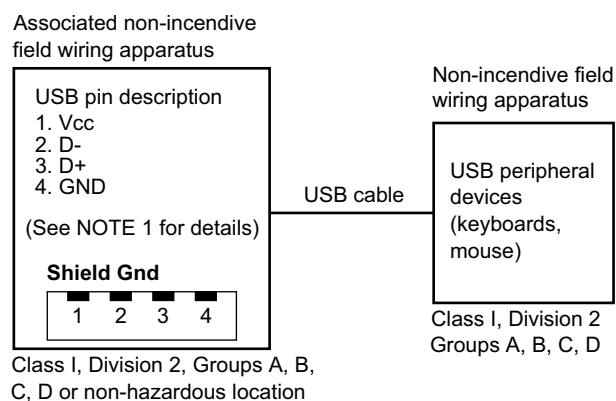 Associated non-incendive
field wiring apparatus
USB pin description
1. Vcc
2. D-
3. D+
4. GND
(See NOTE 1 for details)
Shield Gnd
1 2 3 4
Class I, Division 2, Groups A, B,
C, D or non-hazardous location
USB cable
Non-incendive field
wiring apparatus
USB peripheral
devices
(keyboards,
mouse)
Class I, Division 2
Groups A, B, C, D